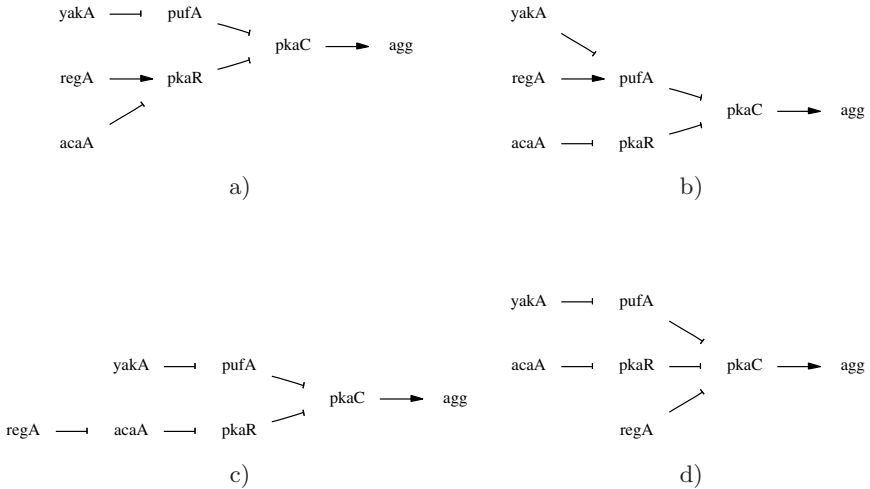 yakA pufA
pkaC agg
regA pkaR
acaA
a)
yakA
regA pufA
pkaC agg
acaA pkaR
b)
yakA pufA
pkaC agg
regA acaA pkaR
c)
yakA pufA
acaA pkaR pkaC agg
regA
d)